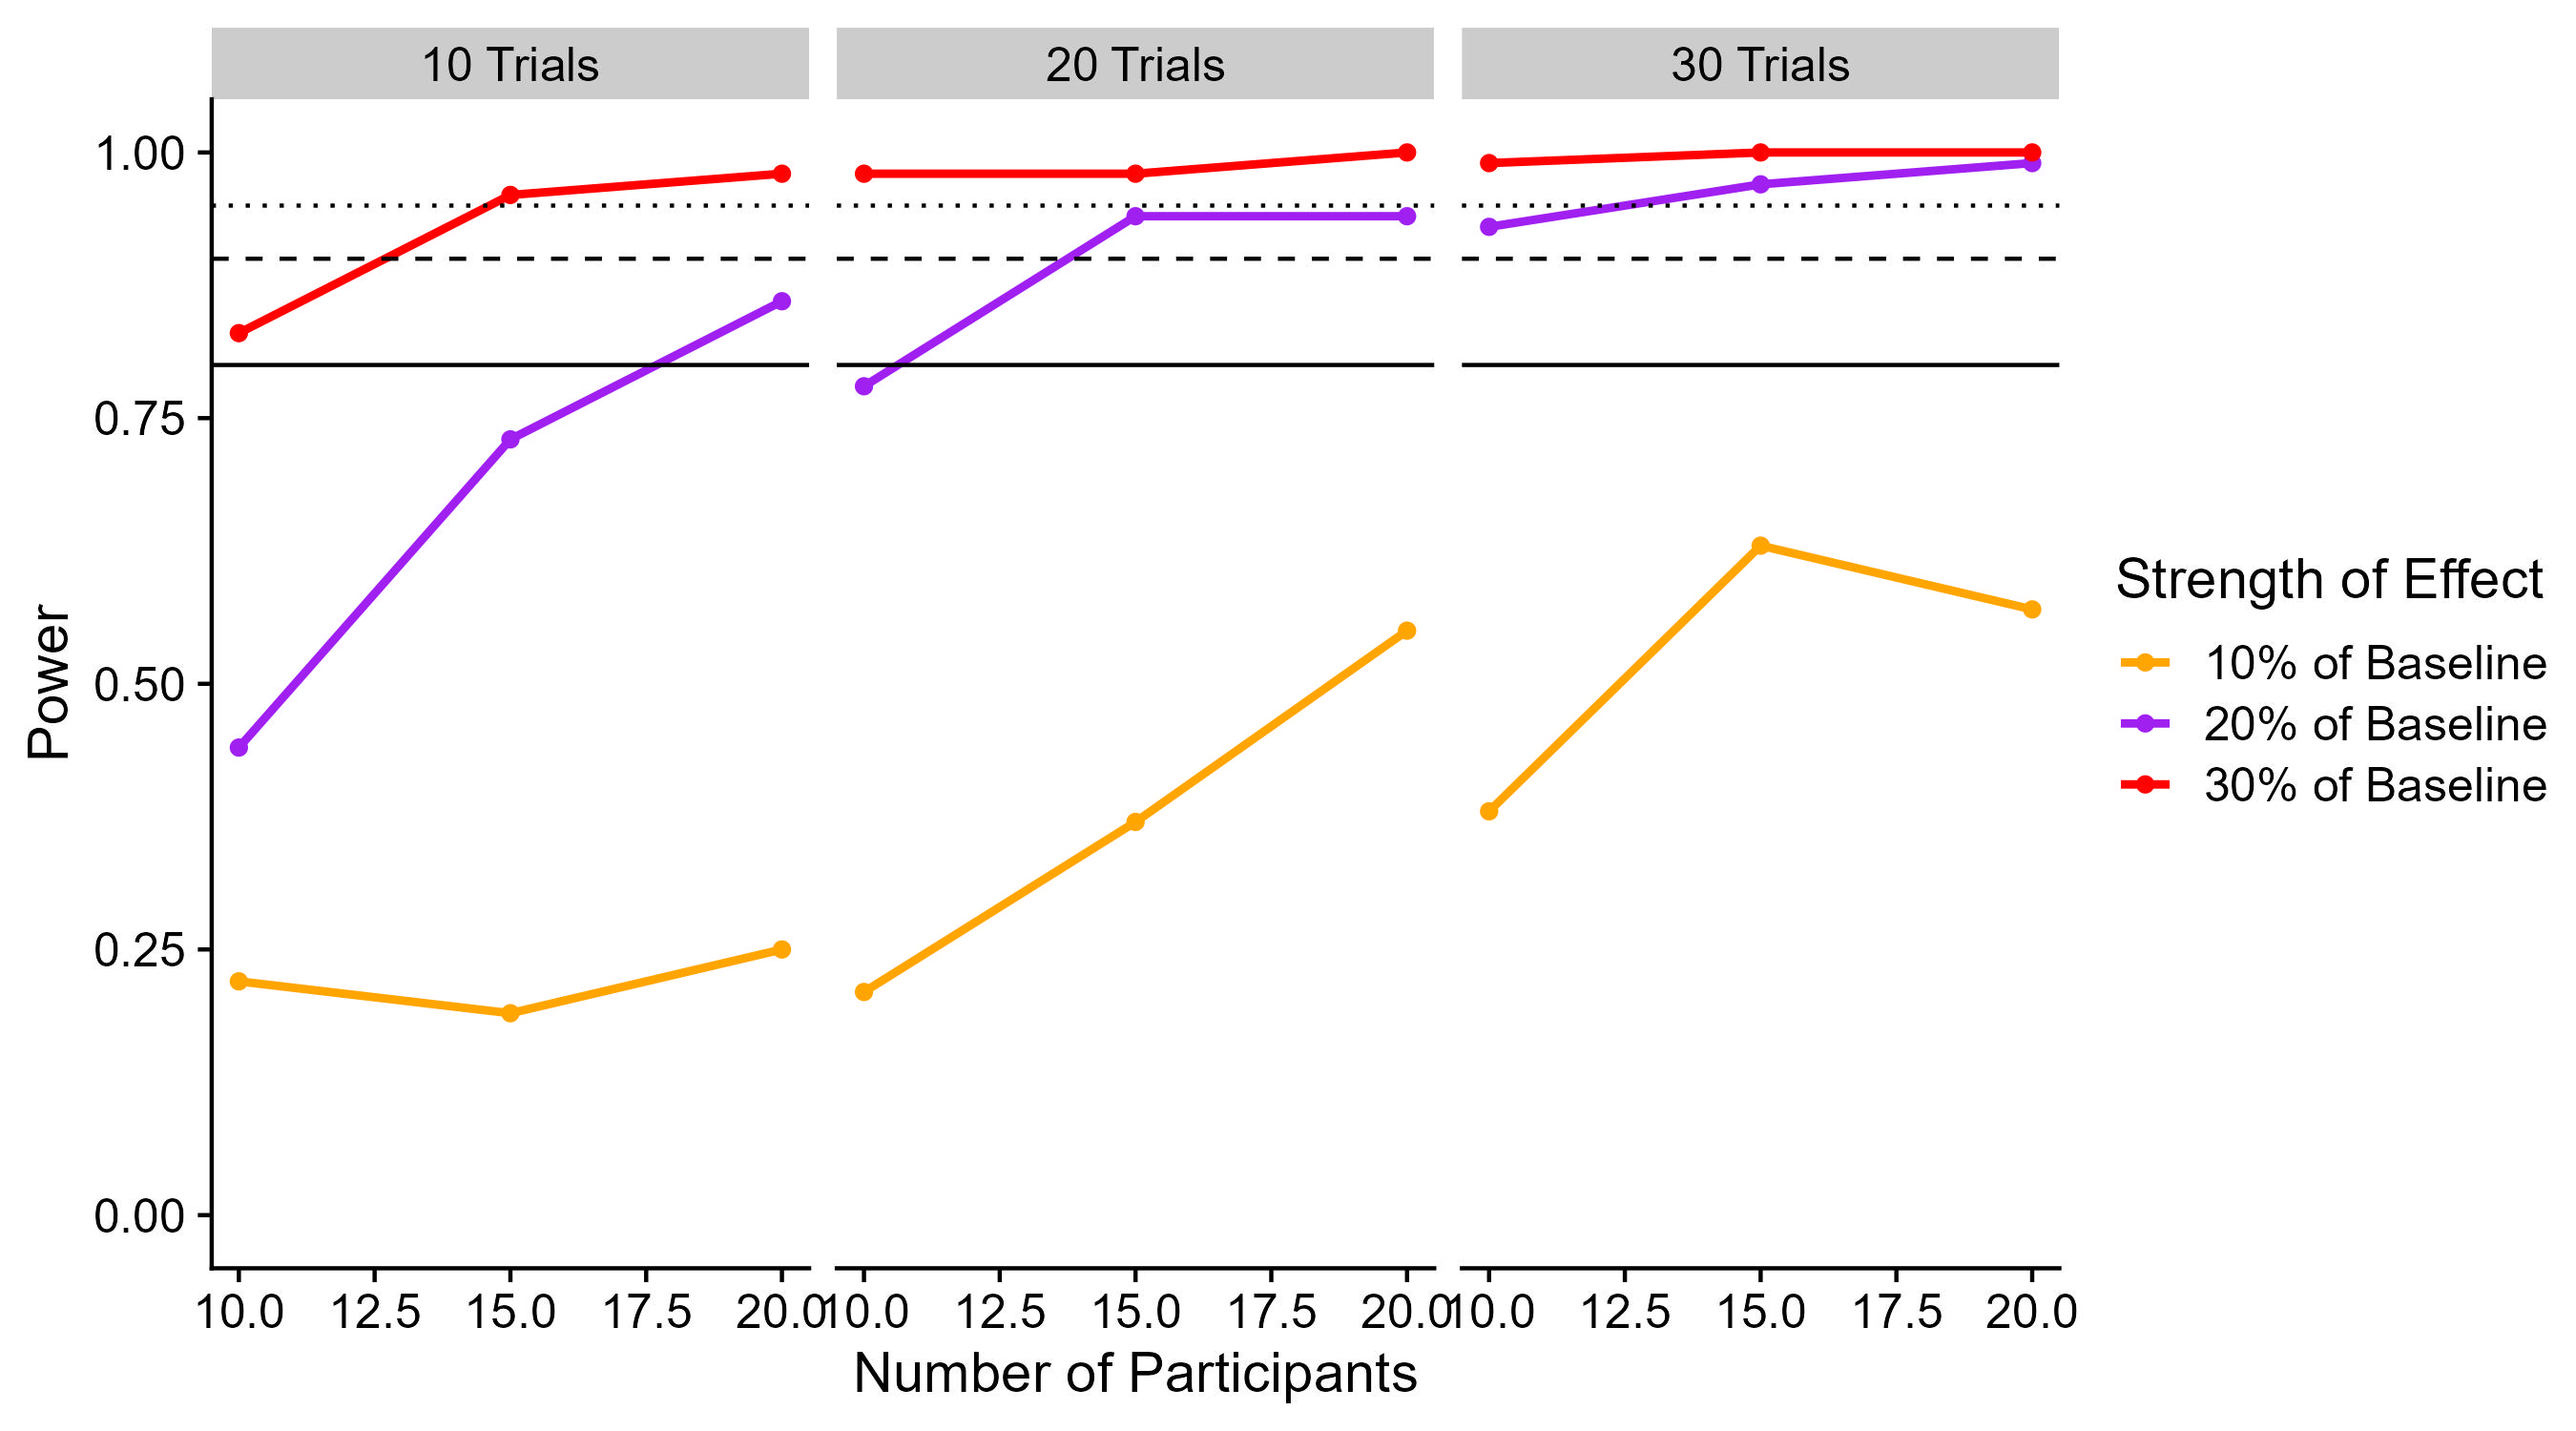 10 Trials 20 Trials 30 Trials
1.00
0.75
0.50
0.25
0.00
Power
10.0 12.5 15.0 17.5 20.0 10.0 12.5 15.0 17.5 20.0 10.0 12.5 15.0 17.5 20.0
Number of Participants
Strength of Effect
10% of Baseline
20% of Baseline
30% of Baseline